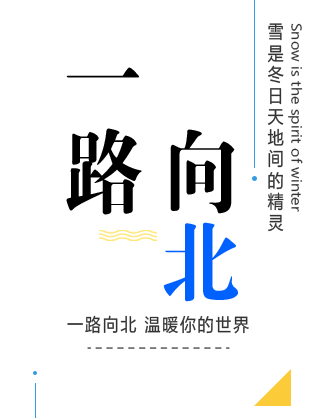 一路
向北
雪是冬日天地间的精灵
Snow is the spirit of winter
一路向北 温暖你的世界